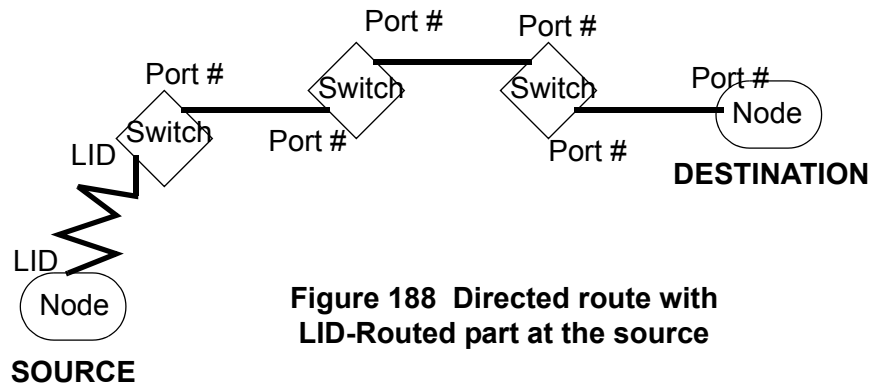 Port # Port #
Port # Switch Switch Port #
Switch Port # Node
LID Port #
DESTINATION
LID
Node
Figure 188 Directed route with
LID-Routed part at the source
SOURCE